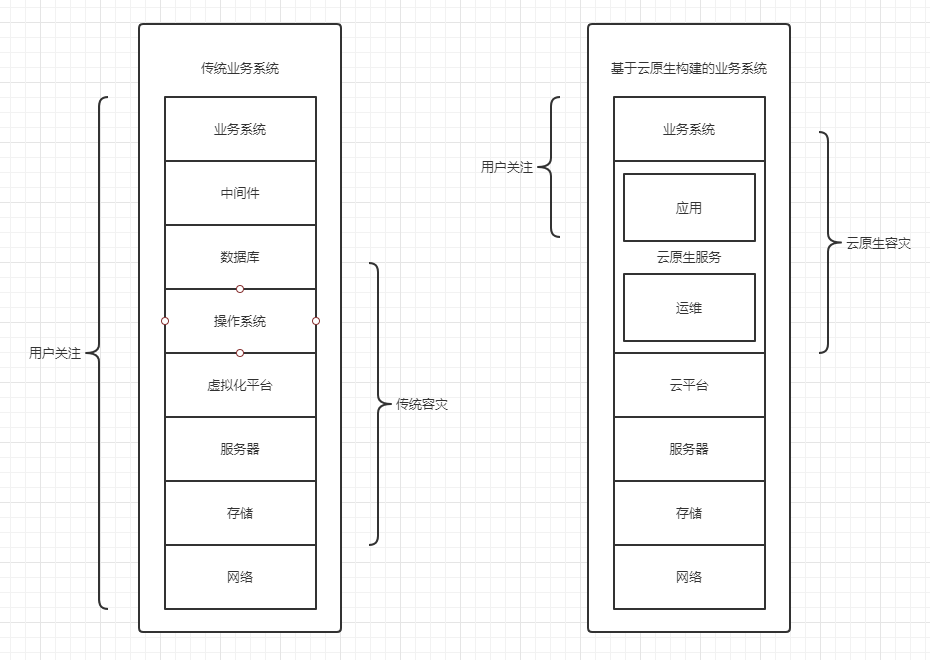 传统业务系统
业务系统
中间件
数据库
操作系统
虚拟化平台
服务器
存储
网络
用户关注
传统容灾
基于云原生构建的业务系统
业务系统
应用
云原生服务
运维
云平台
服务器
存储
网络
用户关注
云原生容灾